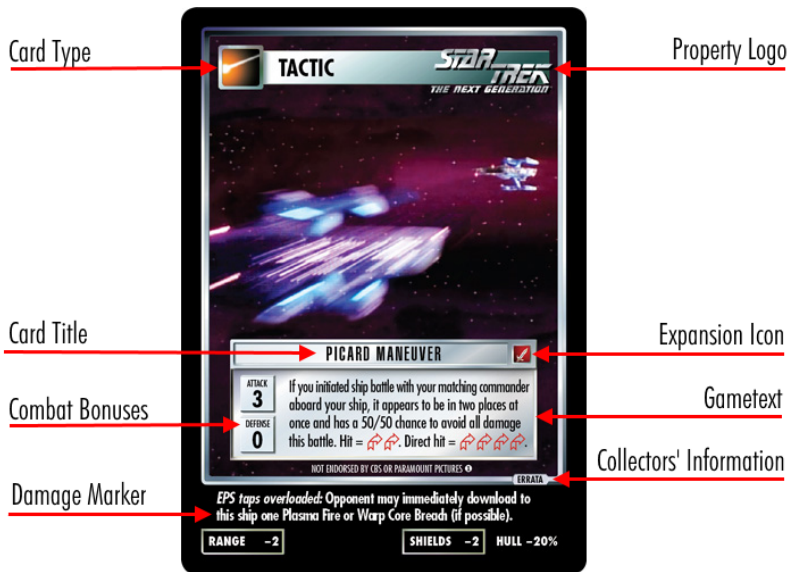 Card Type
Property Logo
TACTIC
STAR TREK
THE NEXT GENERATION
Card Title
PICARD MANEUVER
Expansion Icon
ATTACK
3
DEFENSE
0
If you initiated ship battle with your matching commander
aboard your ship, it appears to be in two places at
once and has a 50/50 chance to avoid all damage
this battle. Hit = . Direct hit = .
Combat Bonuses
Gametext
NOT ENDORSED BY CBS OR PARAMOUNT PICTURES
ERRATA
Collectors' Information
Damage Marker
EPS taps overloaded: Opponent may immediately download to
this ship one Plasma Fire or Warp Core Breach (if possible).
RANGE -2
SHIELDS -2
HULL -20%